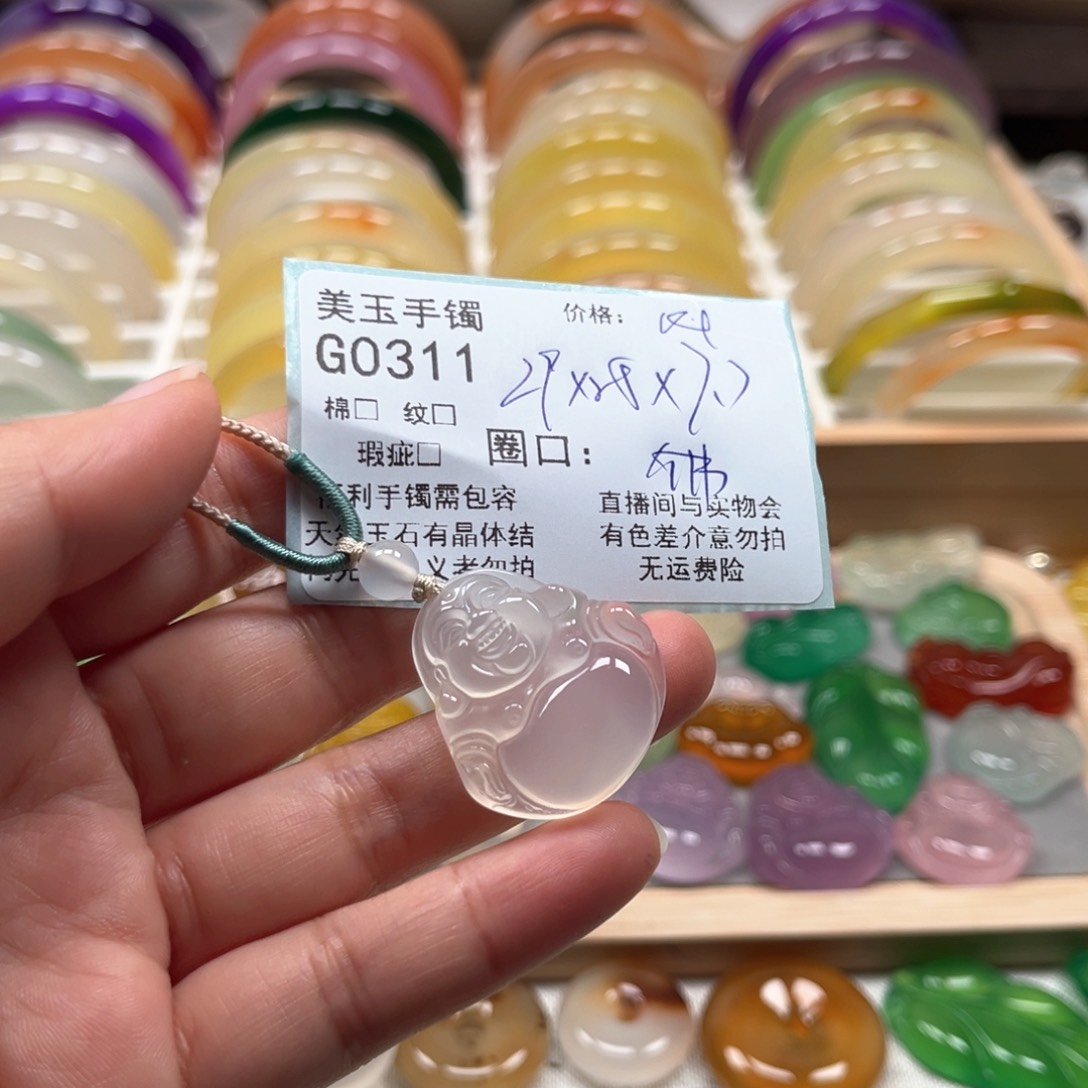 美玉手镯
价格:
G0311
棉□ 纹□
瑕疵□
圈口:
佛
利手镯需包容
天然玉石有晶体结
义者勿拍
直播间与实物会
有色差介意勿拍
无运费险